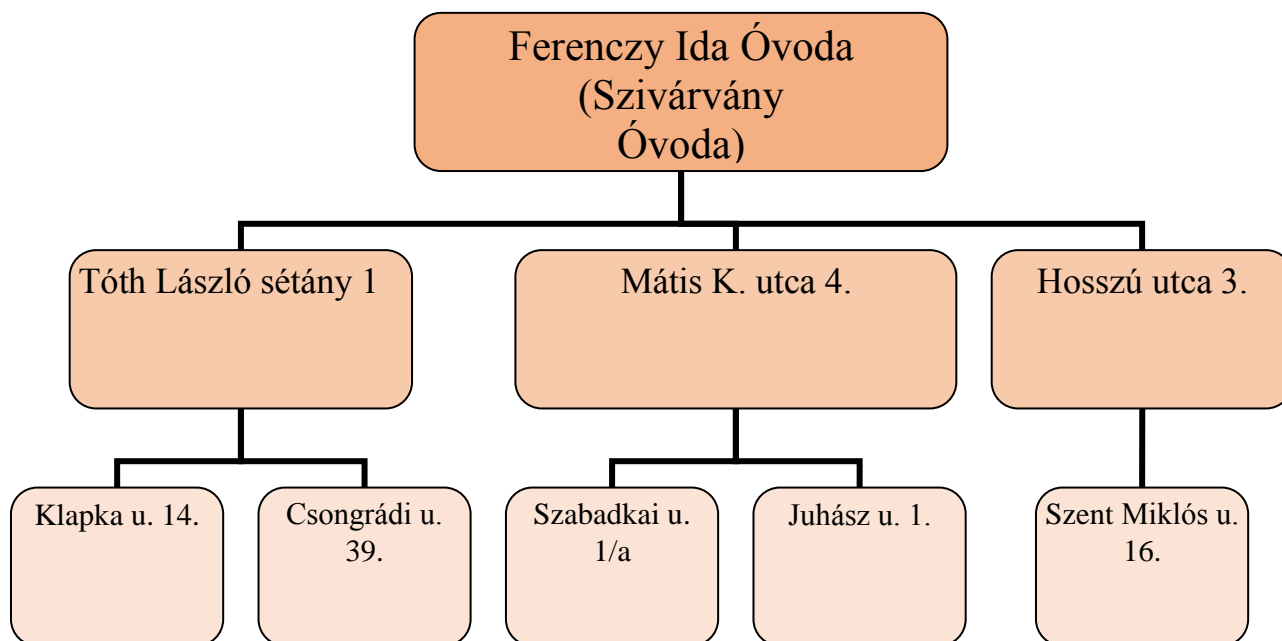 Ferenczy Ida Óvoda
(Szivárvány
Óvoda)
Tóth László sétány 1
Mátis K. utca 4.
Hosszú utca 3.
Klapka u. 14.
Csongrádi u.
39.
Szabadkai u.
1/a
Juhász u. 1.
Szent Miklós u.
16.